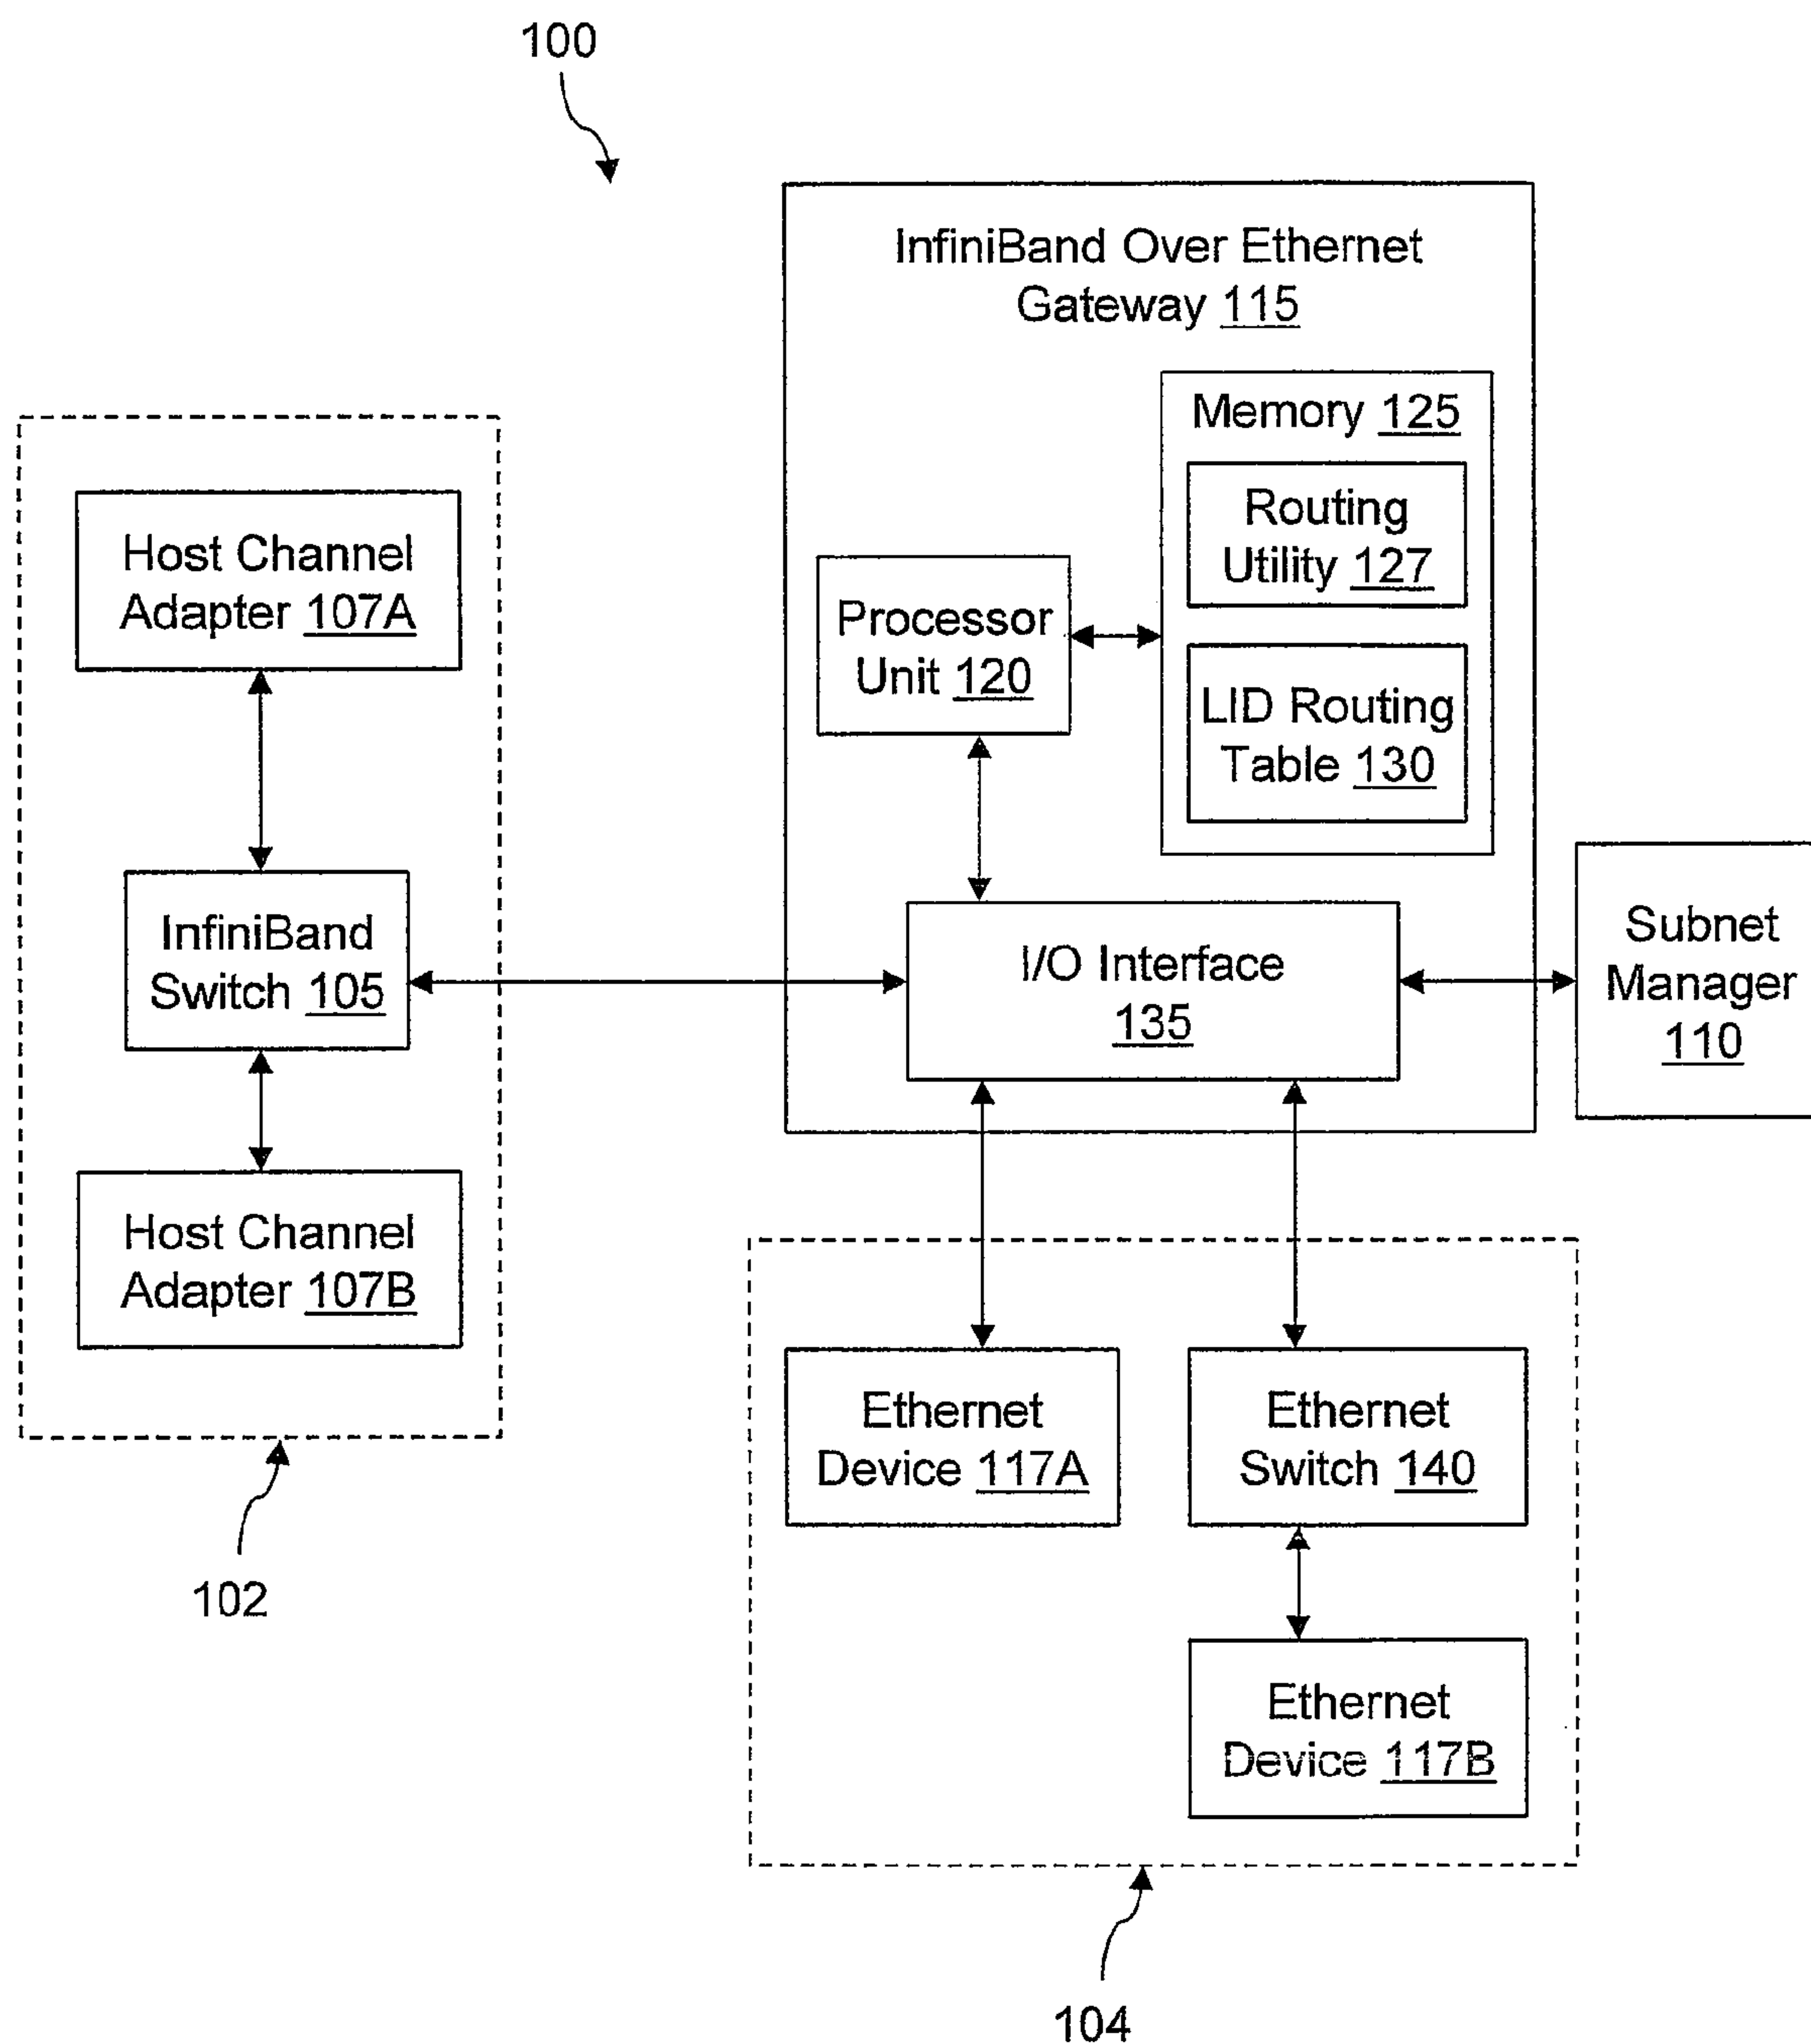 100
InfiniBand Over Ethernet
Gateway 115
Memory 125
Routing
Utility 127
LID Routing
Table 130
Processor
Unit 120
I/O Interface
135
Host Channel
Adapter 107A
InfiniBand
Switch 105
Host Channel
Adapter 107B
102
Subnet
Manager
110
Ethernet
Device 117A
Ethernet
Switch 140
Ethernet
Device 117B
104